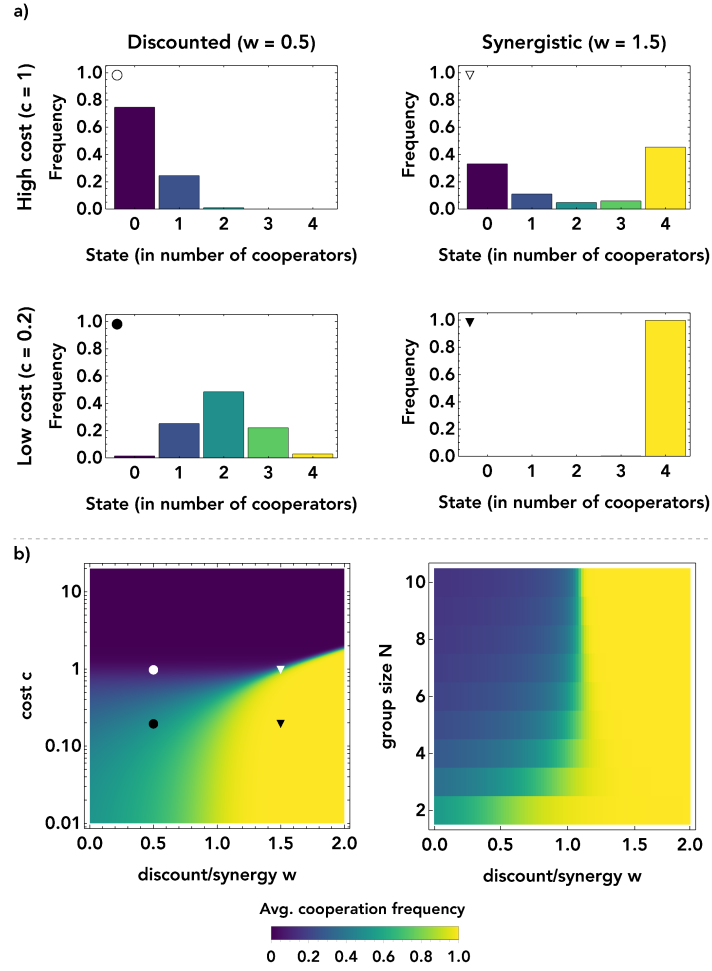 a)
Discounted (w = 0.5)
Synergistic (w = 1.5)
High cost (c = 1)
Frequency
1.0
0.8
0.6
0.4
0.2
0.0
0 1 2 3 4
State (in number of cooperators)
Frequency
1.0
0.8
0.6
0.4
0.2
0.0
0 1 2 3 4
State (in number of cooperators)
Low cost (c = 0.2)
Frequency
1.0
0.8
0.6
0.4
0.2
0.0
0 1 2 3 4
State (in number of cooperators)
Frequency
1.0
0.8
0.6
0.4
0.2
0.0
0 1 2 3 4
State (in number of cooperators)
b)
cost c
10
1
0.10
0.01
0.0 0.5 1.0 1.5 2.0
discount/synergy w
group size N
10
8
6
4
2
0.0 0.5 1.0 1.5 2.0
discount/synergy w
Avg. cooperation frequency
0 0.2 0.4 0.6 0.8 1.0